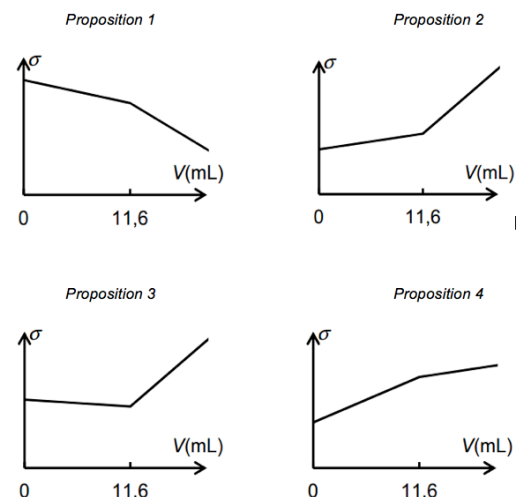 Proposition 1
σ
V(mL)
0
11,6
Proposition 2
σ
V(mL)
0
11,6
Proposition 3
σ
V(mL)
0
11,6
Proposition 4
σ
V(mL)
0
11,6